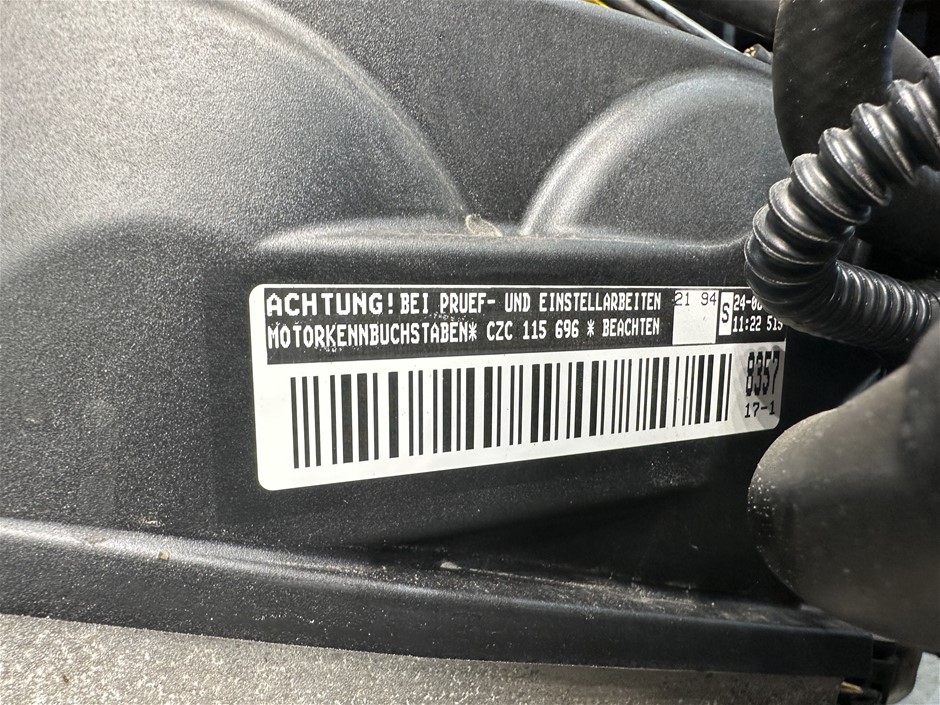 ACHTUNG! BEI PRUEF- UND EINSTELLARBEITEN
MOTORKENNBUCHSTABEN* CZC 115 696 * BEACHTEN
21 94
S
11:22
8357
17-1